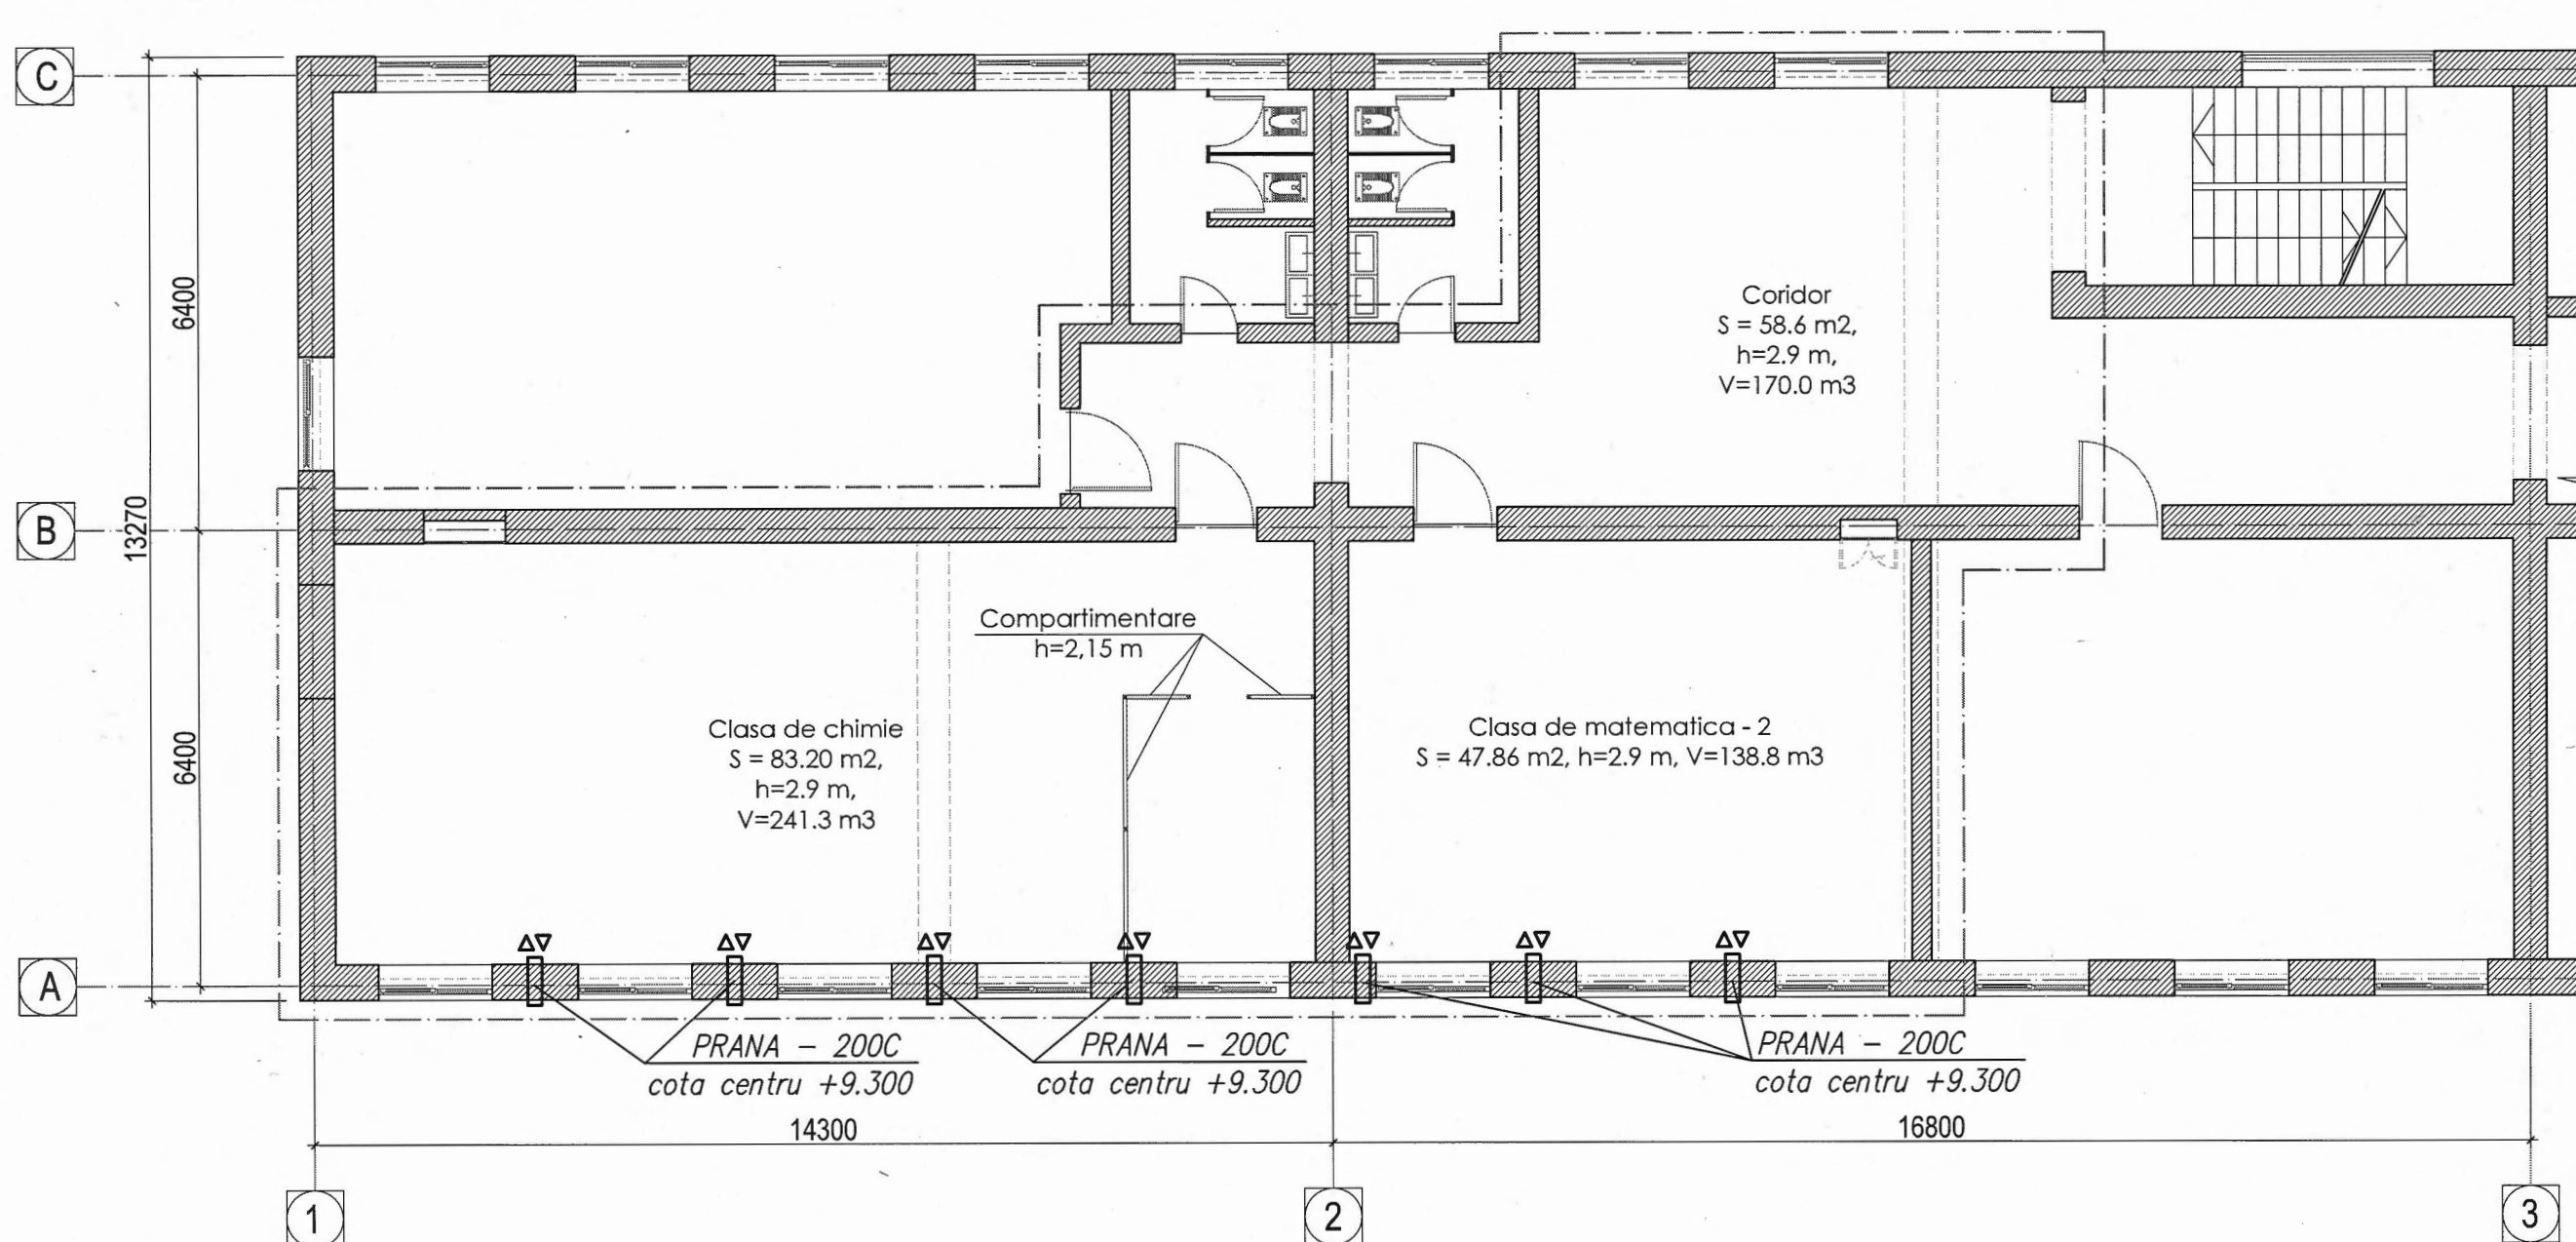 C
6400
13270
B
6400
A
Coridor
S = 58.6 m2,
h=2.9 m,
V=170.0 m3
Compartimentare
h=2,15 m
Clasa de chimie
S = 83.20 m2,
h=2.9 m,
V=241.3 m3
Clasa de matematica - 2
S = 47.86 m2, h=2.9 m, V=138.8 m3
PRANA - 200C
cota centru +9.300
PRANA - 200C
cota centru +9.300
PRANA - 200C
cota centru +9.300
14300
16800
1
2
3